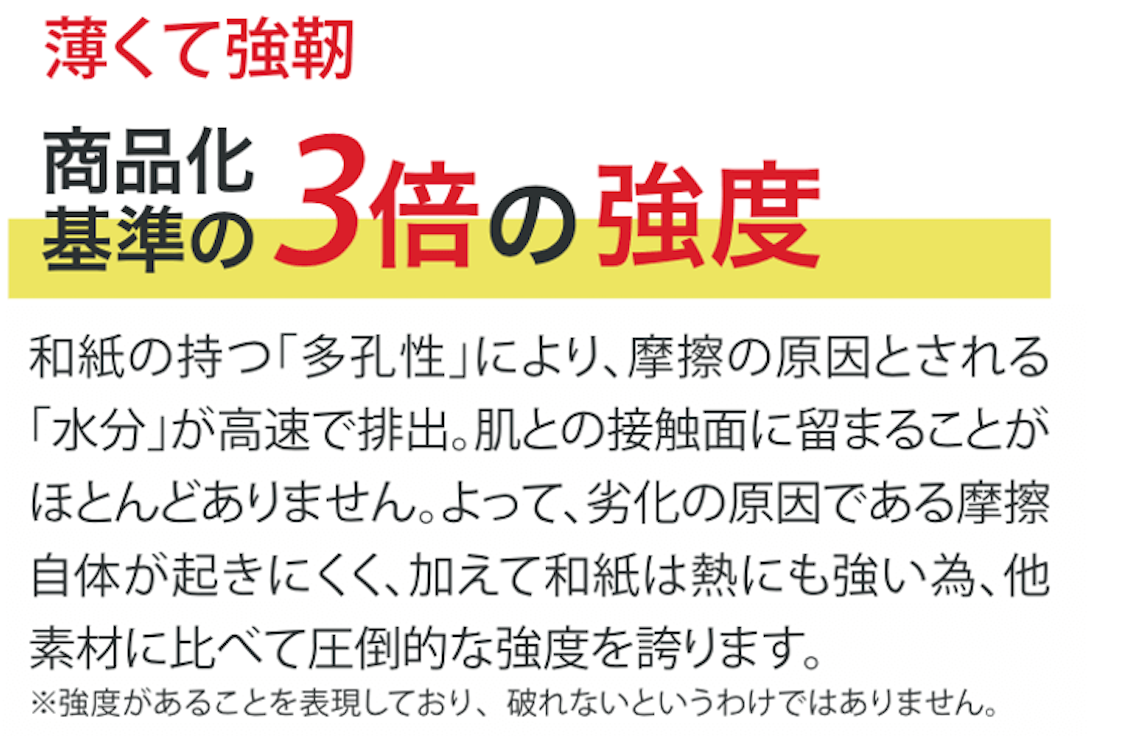 薄くて強靭
商品化
基準の
3倍の強度
和紙の持つ「多孔性」により、摩擦の原因とされる
「水分」が高速で排出。肌との接触面に留まることが
ほとんどありません。よって、劣化の原因である摩擦
自体が起きにくく、加えて和紙は熱にも強い為、他
素材に比べて圧倒的な強度を誇ります。
※強度があることを表現しており、破れないというわけではありません。